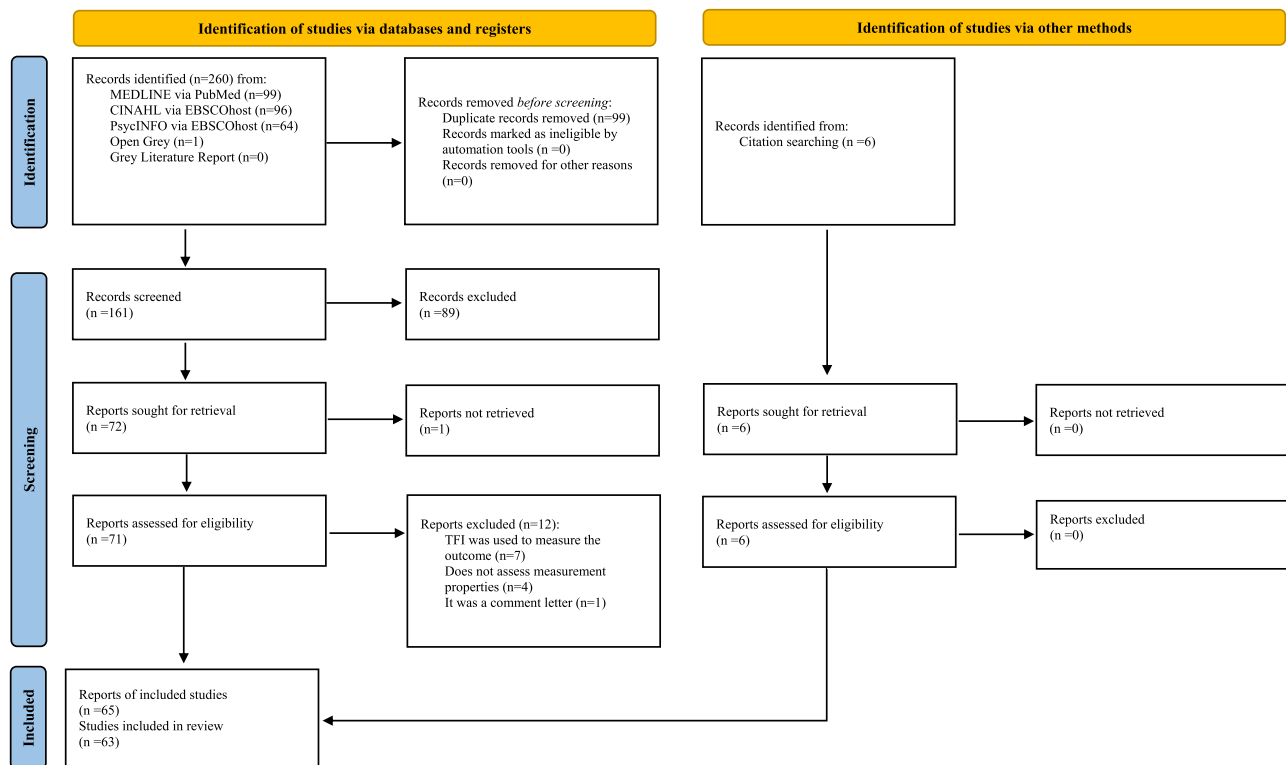 Identification of studies via databases and registers
Identification of studies via other methods
Identification
Records identified (n=260) from:
MEDLINE via PubMed (n=99)
CINAHL via EBSCOhost (n=96)
PsycINFO via EBSCOhost (n=64)
Open Grey (n=1)
Grey Literature Report (n=0)
Records removed before screening:
Duplicate records removed (n=99)
Records marked as ineligible by
automation tools (n =0)
Records removed for other reasons
(n=0)
Records identified from:
Citation searching (n =6)
Screening
Records screened
(n =161)
Records excluded
(n =89)
Reports sought for retrieval
(n =72)
Reports not retrieved
(n=1)
Reports sought for retrieval
(n =6)
Reports not retrieved
(n =0)
Reports assessed for eligibility
(n =71)
Reports excluded (n=12):
TFI was used to measure the
outcome (n=7)
Does not assess measurement
properties (n=4)
It was a comment letter (n=1)
Reports assessed for eligibility
(n =6)
Reports excluded
(n =0)
Included
Reports of included studies
(n =65)
Studies included in review
(n =63)